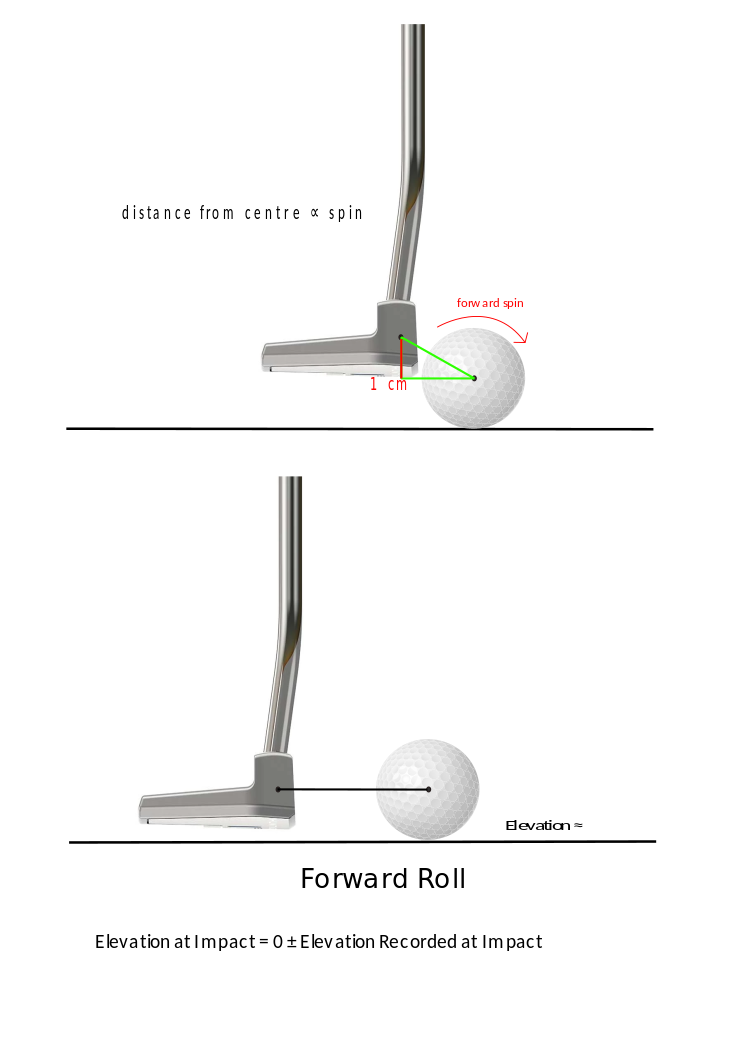 distance from centre ∝ spin
forward spin
1 cm
Elevation ≈
Forward Roll
Elevation at Impact = 0 ± Elevation Recorded at Impact